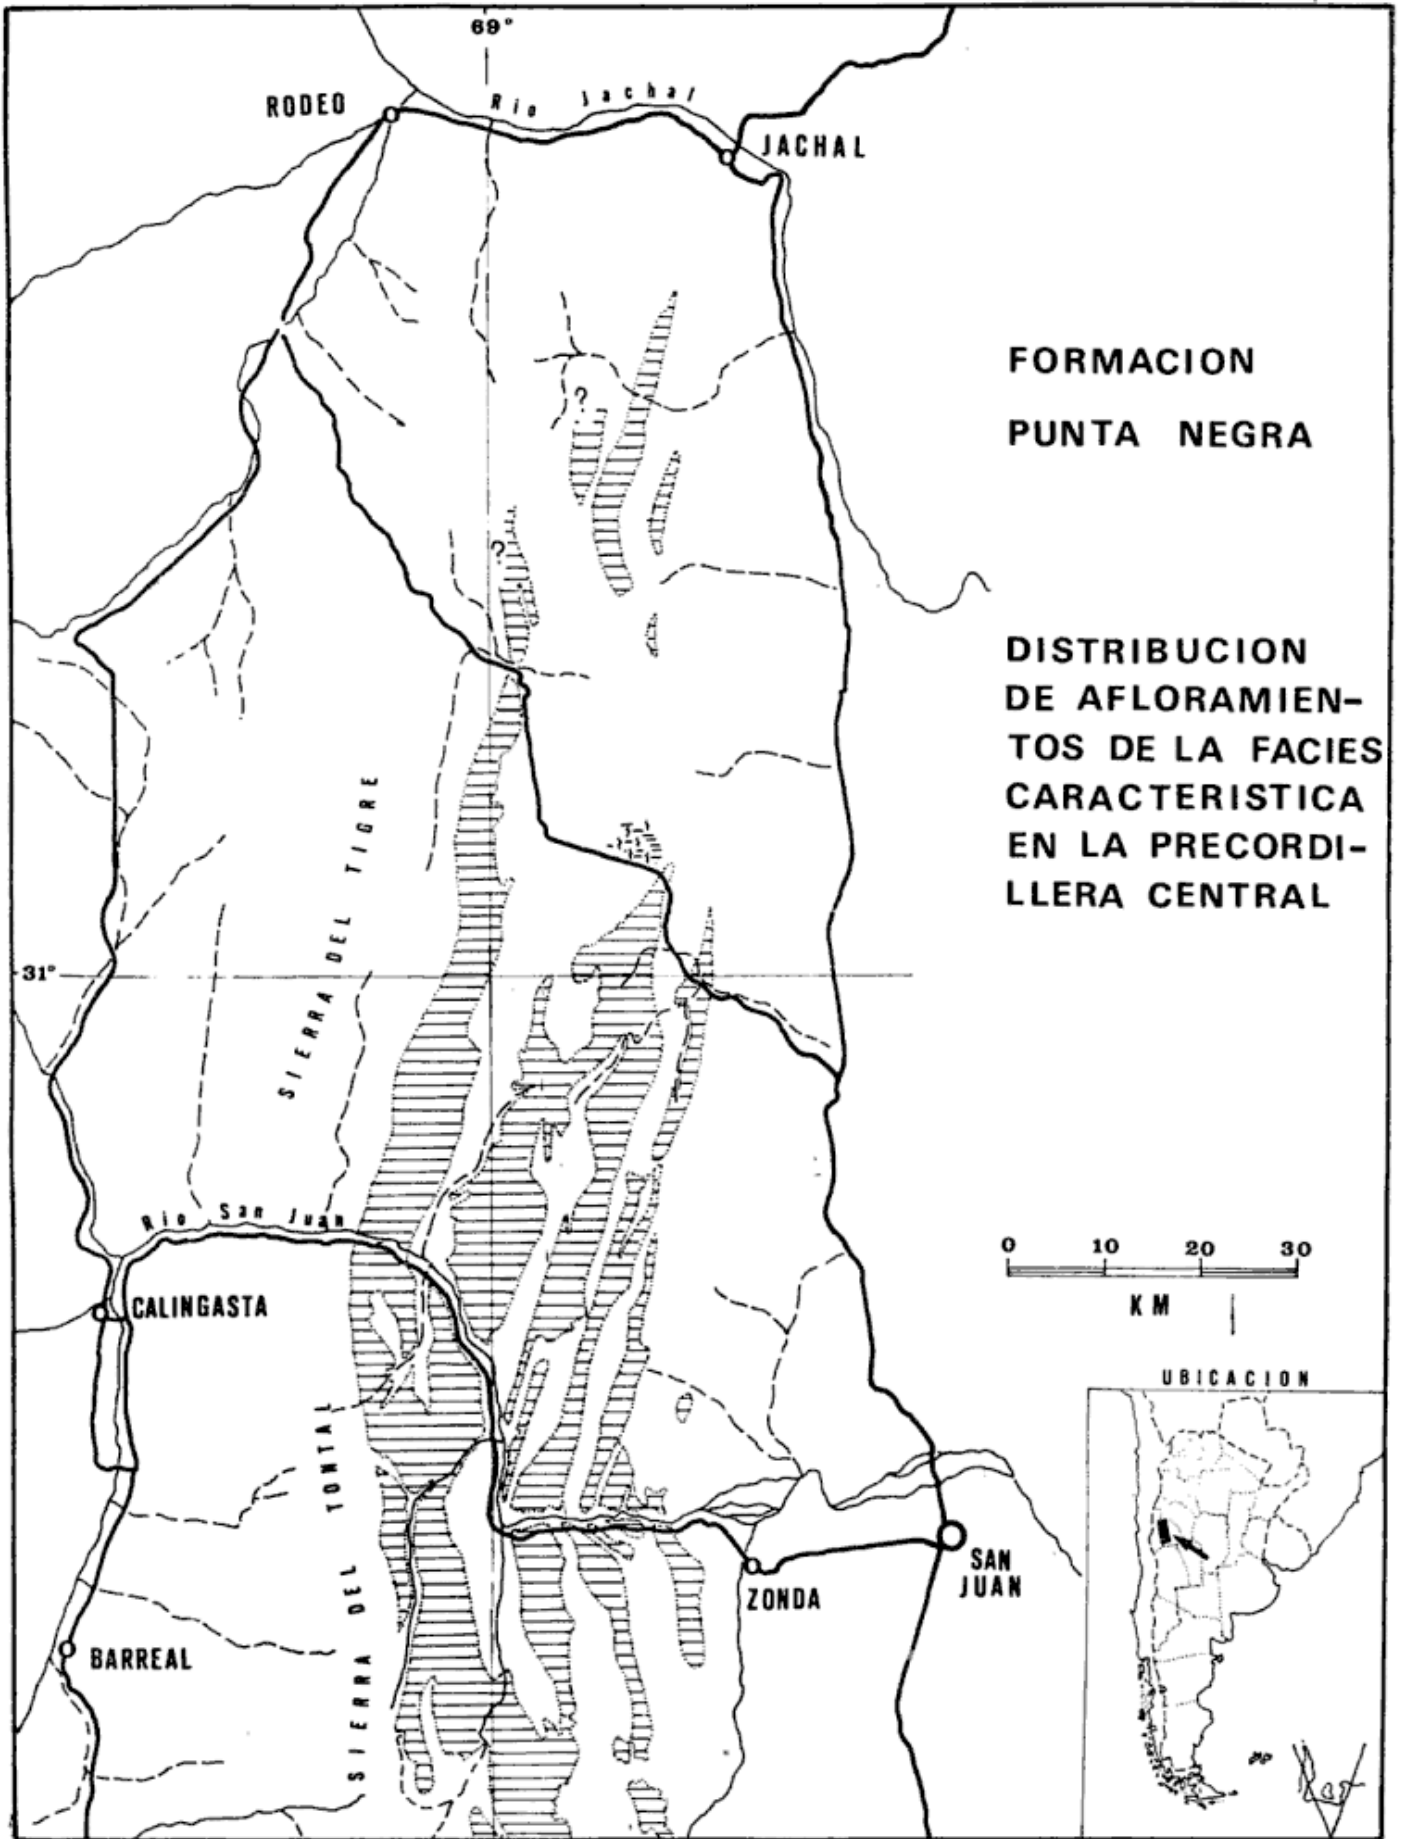 69°
RODEO
Río Jachal
JACHAL
FORMACION
PUNTA NEGRA
?
?
DISTRIBUCION
DE AFLORAMIEN-
TOS DE LA FACIES
CARACTERISTICA
EN LA PRECORDI-
LLERA CENTRAL
SIERRA DEL TIGRE
31°
Río San Juan
0 10 20 30
KM
CALINGASTA
UBICACION
SIERRA DEL TONTAL
SAN
JUAN
ZONDA
BARREAL